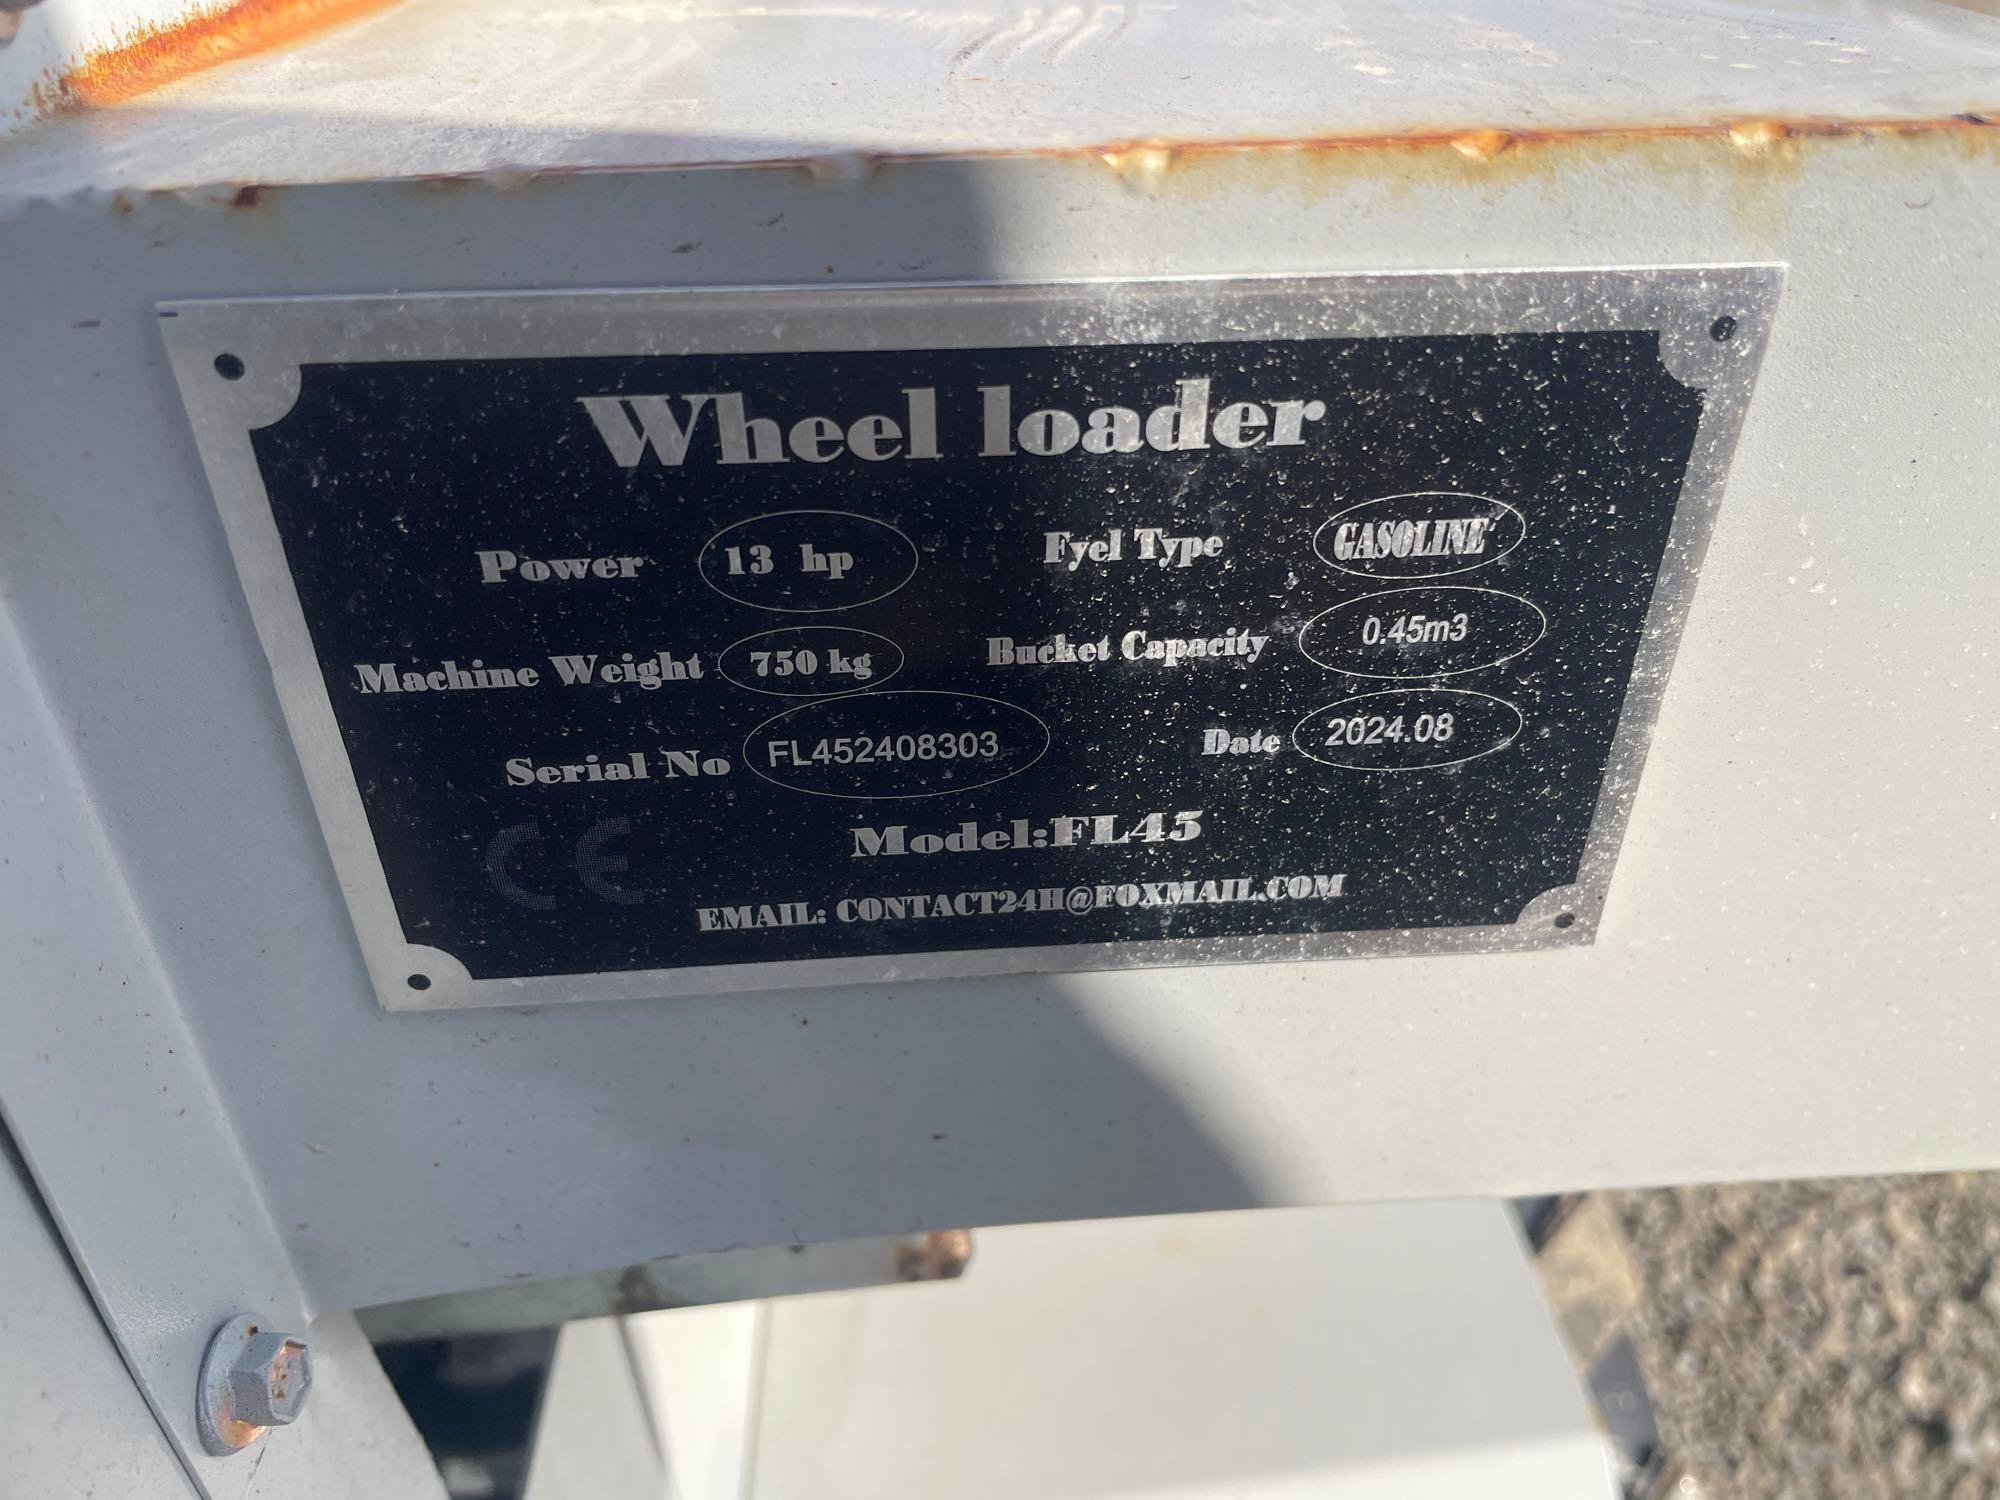 Wheel loader
Power 13 hp Fyel Type GASOLINE
Machine Weight 750 kg Bucket Capacity 0.45m3
Serial No FL452408303 Date 2024.08
CE Model:FL45
EMAIL: CONTACT24H@FOXMAIL.COM